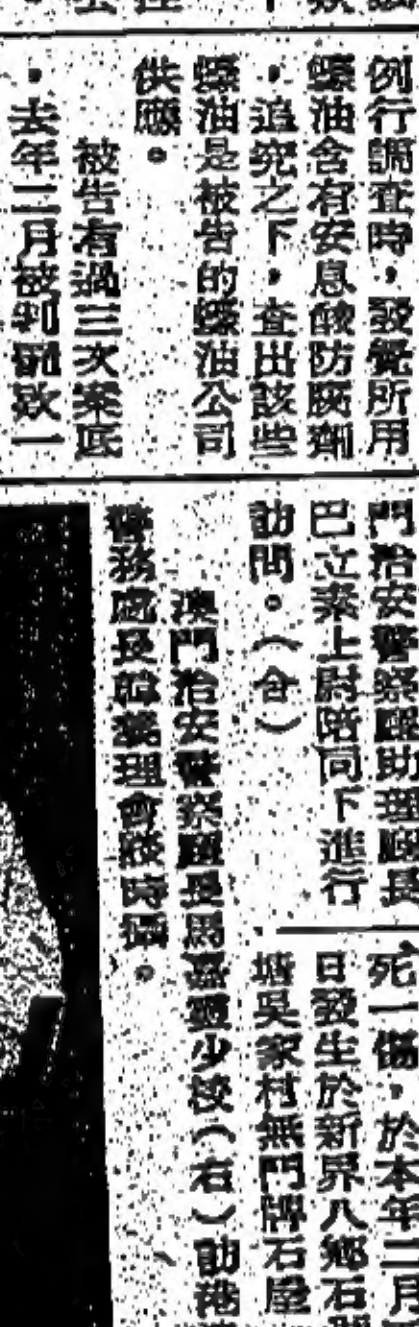 例行調查時，發覺所用
蠔油含有安息酸防腐劑
，追究之下，查出該些
蠔油是被告的蠔油公司
供應。
被告有過三次案底
，去年二月被判罰款一
門治安警察廳助理廳長
巴立素上尉陪同下進行
訪問。（合）
死一傷，於本年二月
日發生於新界八鄉石
塘吳家村無門牌石屋
澳門治安警察廳長馬嘉體少校（右）訪港
警務處長韓義理會談時攝。